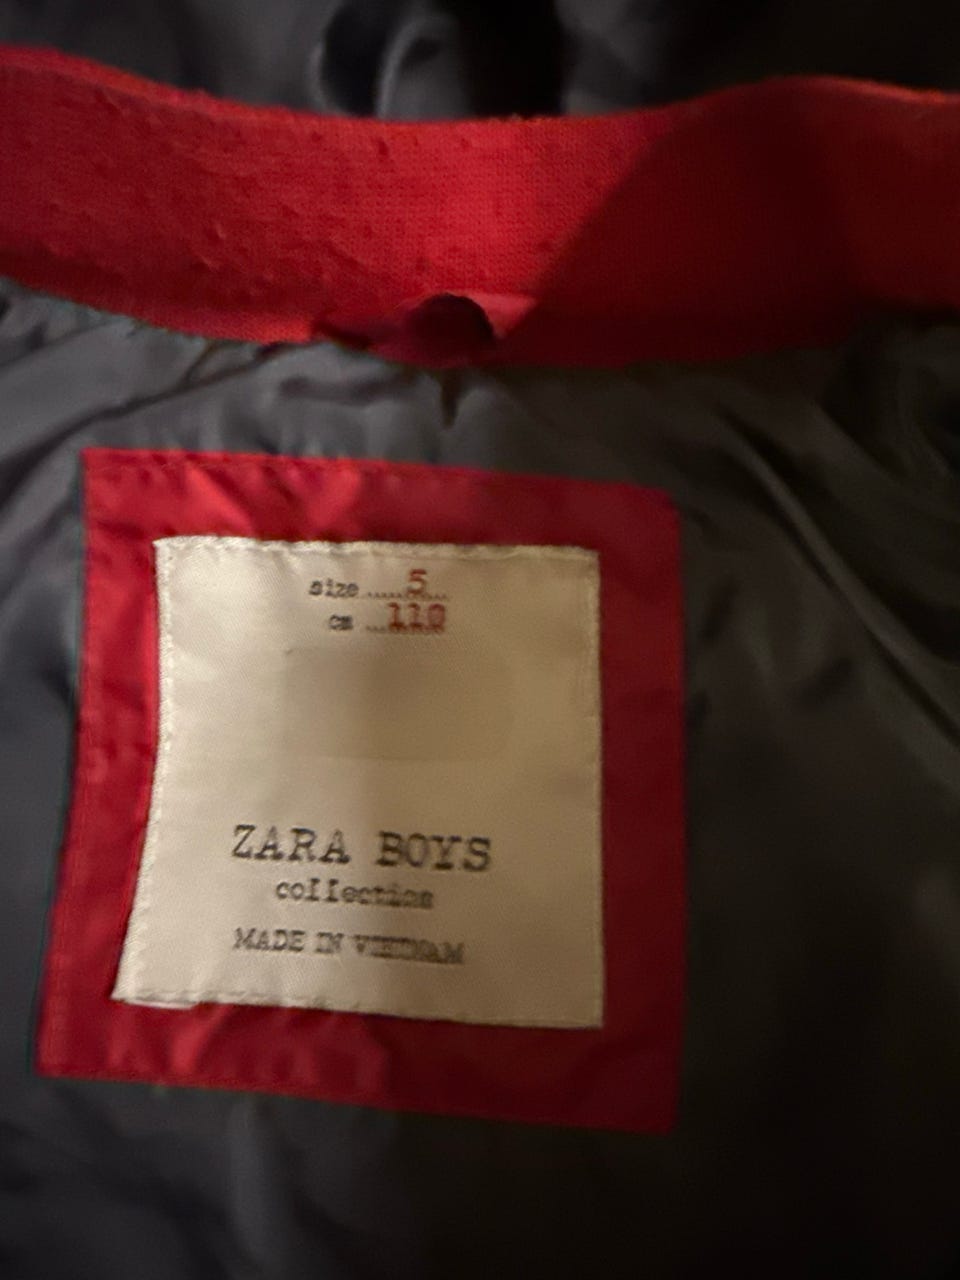 size 5
cm 110
ZARA BOYS
collection
MADE IN VIETNAM